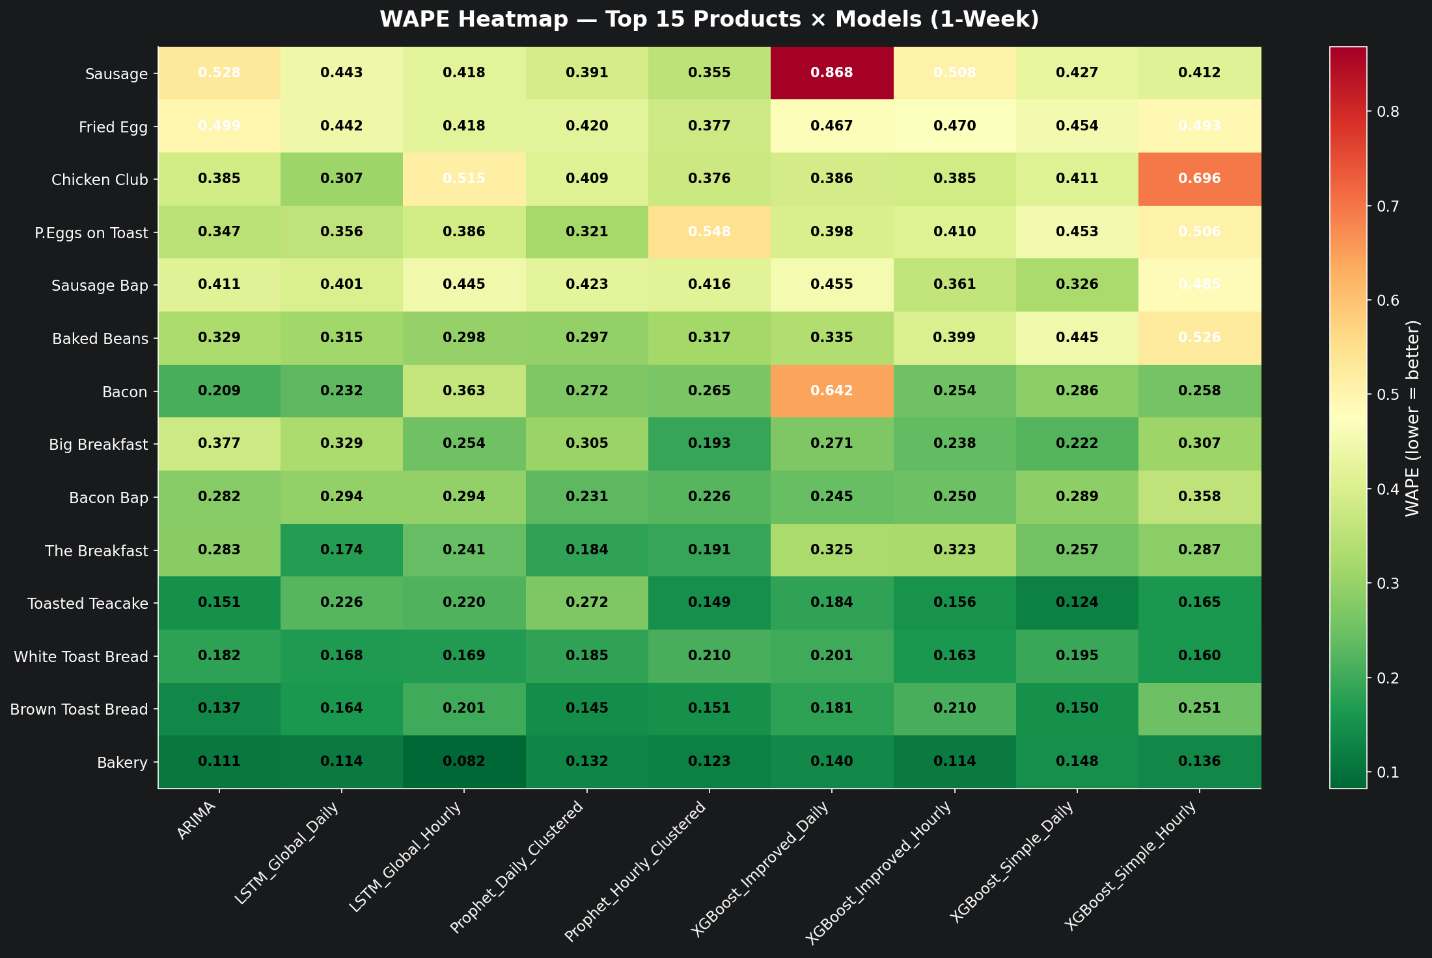 WAPE Heatmap — Top 15 Products × Models (1-Week)
Sausage 0.528 0.443 0.418 0.391 0.355 0.868 0.508 0.427 0.412
Fried Egg 0.499 0.442 0.418 0.420 0.377 0.467 0.470 0.454 0.493
Chicken Club 0.385 0.307 0.515 0.409 0.376 0.386 0.385 0.411 0.696
P.Eggs on Toast 0.347 0.356 0.386 0.321 0.548 0.398 0.410 0.453 0.506
Sausage Bap 0.411 0.401 0.445 0.423 0.416 0.455 0.361 0.326 0.485
Baked Beans 0.329 0.315 0.298 0.297 0.317 0.335 0.399 0.445 0.526
Bacon 0.209 0.232 0.363 0.272 0.265 0.642 0.254 0.286 0.258
Big Breakfast 0.377 0.329 0.254 0.305 0.193 0.271 0.238 0.222 0.307
Bacon Bap 0.282 0.294 0.294 0.231 0.226 0.245 0.250 0.289 0.358
The Breakfast 0.283 0.174 0.241 0.184 0.191 0.325 0.323 0.257 0.287
Toasted Teacake 0.151 0.226 0.220 0.272 0.149 0.184 0.156 0.124 0.165
White Toast Bread 0.182 0.168 0.169 0.185 0.210 0.201 0.163 0.195 0.160
Brown Toast Bread 0.137 0.164 0.201 0.145 0.151 0.181 0.210 0.150 0.251
Bakery 0.111 0.114 0.082 0.132 0.123 0.140 0.114 0.148 0.136
ARIMA
LSTM_Global_Daily
LSTM_Global_Hourly
Prophet_Daily_Clustered
Prophet_Hourly_Clustered
XGBoost_Improved_Daily
XGBoost_Improved_Hourly
XGBoost_Simple_Daily
XGBoost_Simple_Hourly
0.8
0.7
0.6
0.5
0.4
0.3
0.2
0.1
WAPE (lower = better)